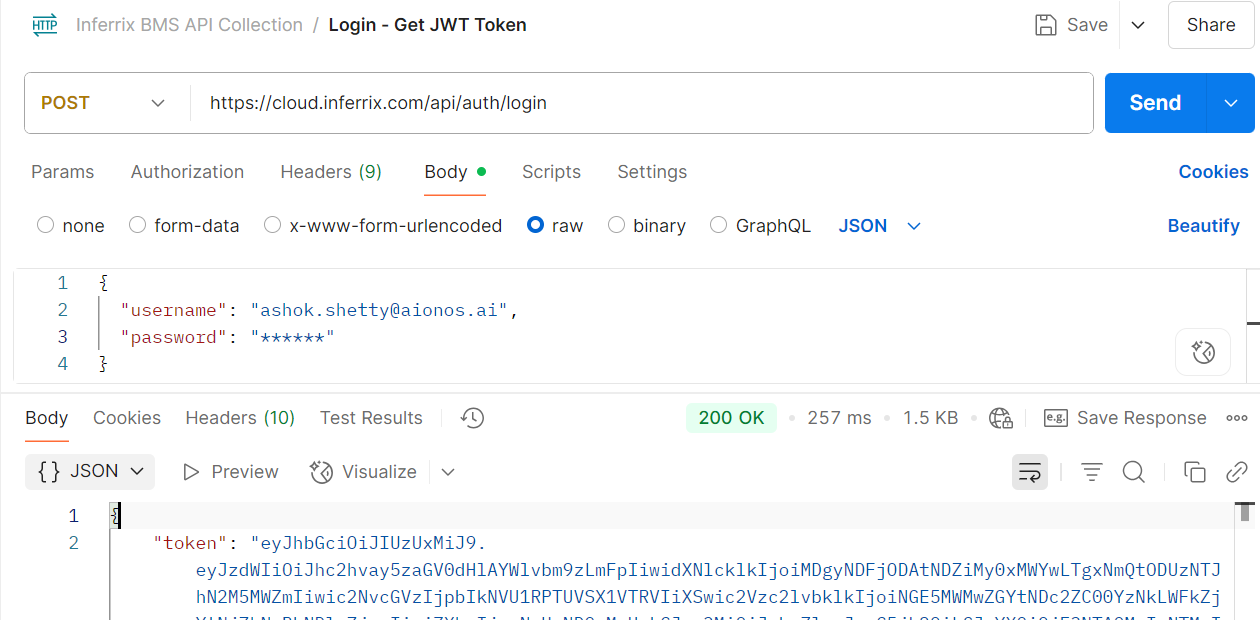 HTTP Inferrix BMS API Collection / Login - Get JWT Token Save Share
POST https://cloud.inferrix.com/api/auth/login Send
Params Authorization Headers (9) Body Scripts Settings Cookies
none form-data x-www-form-urlencoded raw binary GraphQL JSON Beautify
1 {
2 "username": "ashok.shetty@aionos.ai",
3 "password": "******"
4 }
Body Cookies Headers (10) Test Results 200 OK 257 ms 1.5 KB e.g. Save Response
{} JSON Preview Visualize
1 {
2 "token": "eyJhbGciOiJIUzUxMiJ9.
eyJzdWIiOiJhc2hvay5zaGV0dHlAYWlvbm9zLmFpIiwidXNlcklkIjoiMDgyNDFjODAtNDZiMy0xMWYwLTgxNmQtODUzNTJ
hN2M5MWZmIiwic2NvcGVzIjpbIkNVU1RPTUVSX1VTRVIiXSwic2Vzc2lvbklkIjoiNGE5MWMwZGYtNDc2ZC00YzNkLWFkZj